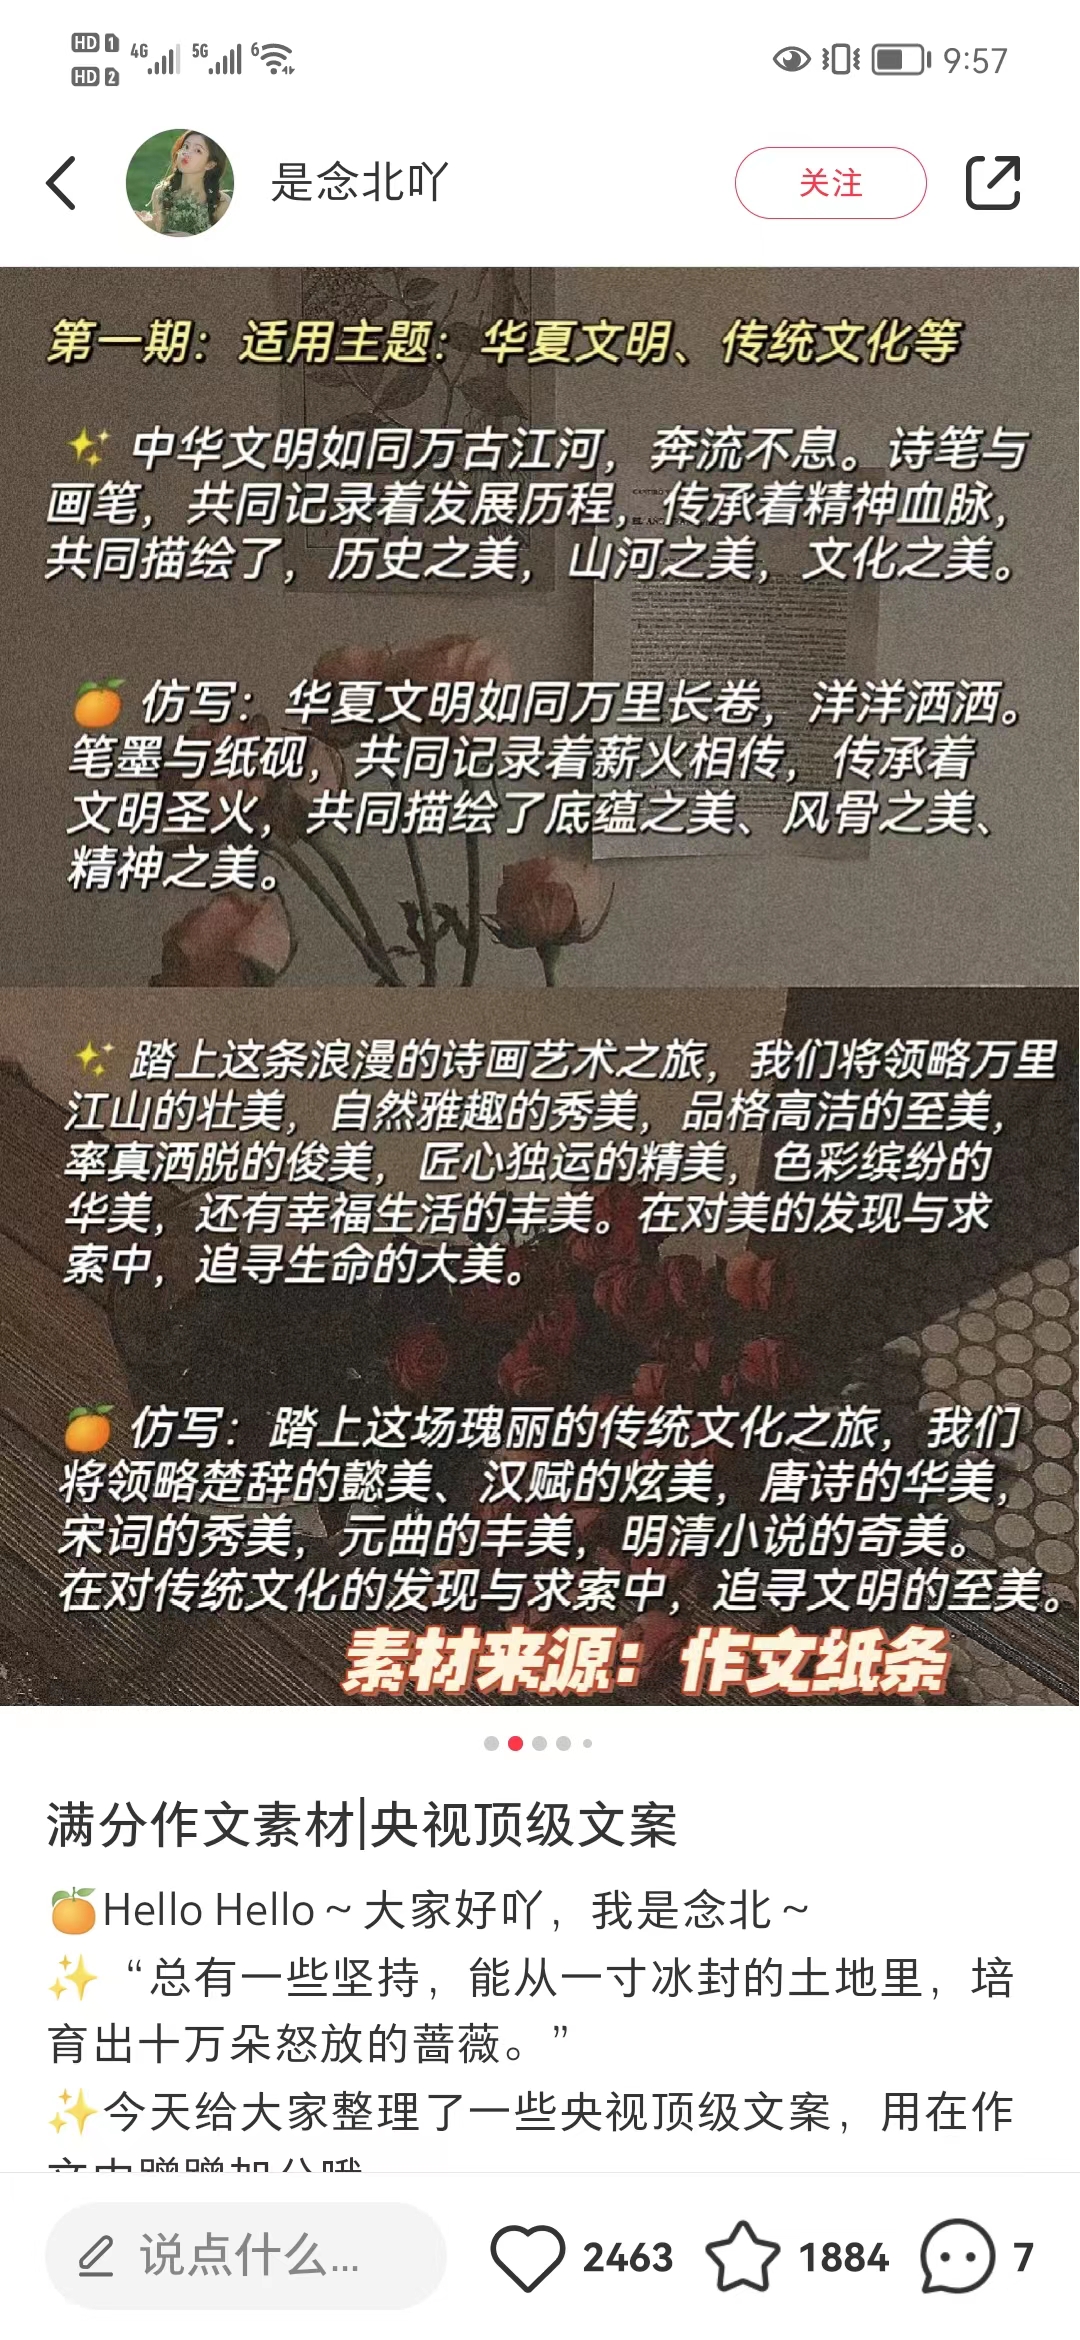 HD 1
HD 2
4G
5G
6
9:57
是念北吖
关注
第一期：适用主题：华夏文明、传统文化等
✨ 中华文明如同万古江河，奔流不息。诗笔与
画笔，共同记录着发展历程，传承着精神血脉，
共同描绘了，历史之美，山河之美，文化之美。
🍊 仿写：华夏文明如同万里长卷，洋洋洒洒。
笔墨与纸砚，共同记录着薪火相传，传承着
文明圣火，共同描绘了底蕴之美、风骨之美、
精神之美。
✨ 踏上这条浪漫的诗画艺术之旅，我们将领略万里
江山的壮美，自然雅趣的秀美，品格高洁的至美，
率真洒脱的俊美，匠心独运的精美，色彩缤纷的
华美，还有幸福生活的丰美。在对美的发现与求
索中，追寻生命的大美。
🍊 仿写：踏上这场瑰丽的传统文化之旅，我们
将领略楚辞的懿美、汉赋的炫美，唐诗的华美，
宋词的秀美，元曲的丰美，明清小说的奇美。
在对传统文化的发现与求索中，追寻文明的至美。
素材来源：作文纸条
满分作文素材|央视顶级文案
🍊Hello Hello ~ 大家好吖，我是念北 ~
✨“总有一些坚持，能从一寸冰封的土地里，培
育出十万朵怒放的蔷薇。”
✨今天给大家整理了一些央视顶级文案，用在作
文中蹭蹭加分哦
说点什么...
2463
1884
7